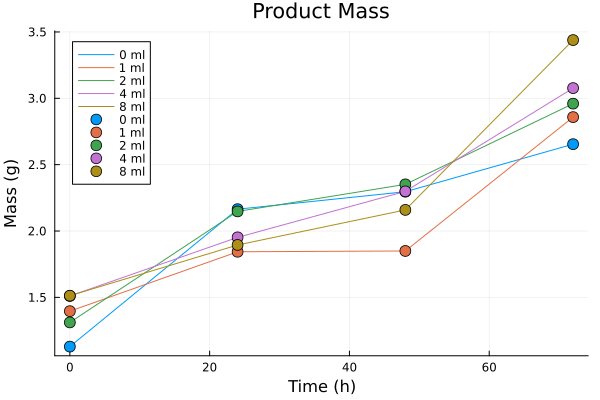 Product Mass
3.5
3.0
2.5
2.0
1.5
Mass (g)
0 ml
1 ml
2 ml
4 ml
8 ml
0 ml
1 ml
2 ml
4 ml
8 ml
0 20 40 60
Time (h)